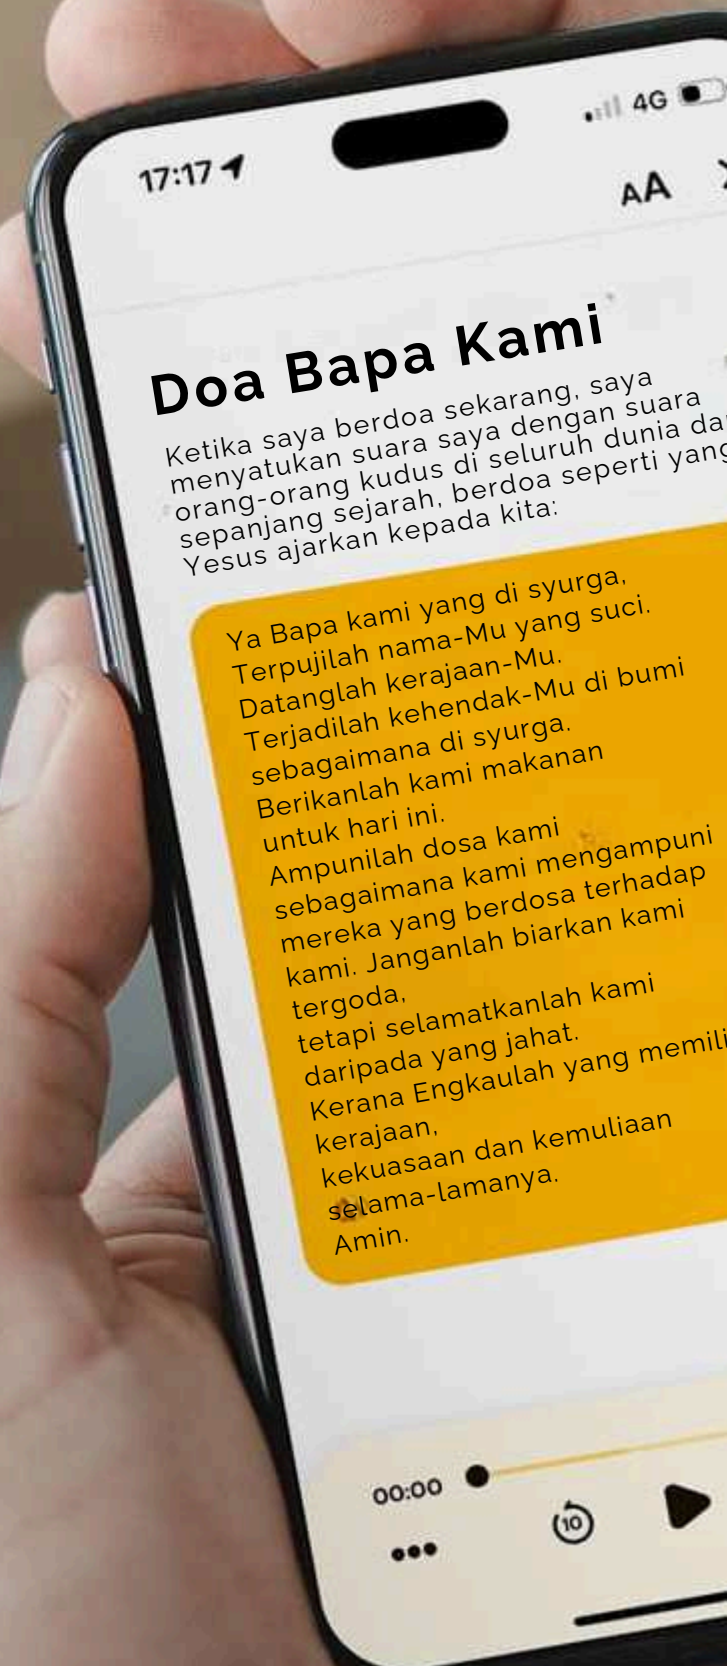 17:17
4G
AA
Doa Bapa Kami
Ketika saya berdoa sekarang, saya
menyatukan suara saya dengan suara
orang-orang kudus di seluruh dunia
sepanjang sejarah, berdoa seperti yang
Yesus ajarkan kepada kita:
Ya Bapa kami yang di syurga,
Terpujilah nama-Mu yang suci.
Datanglah kerajaan-Mu.
Terjadilah kehendak-Mu di bumi
sebagaimana di syurga.
Berikanlah kami makanan
untuk hari ini.
Ampunilah dosa kami
sebagaimana kami mengampuni
mereka yang berdosa terhadap
kami. Janganlah biarkan kami
tergoda,
tetapi selamatkanlah kami
daripada yang jahat.
Kerana Engkaulah yang
kerajaan,
kekuasaan dan kemuliaan
selama-lamanya.
Amin.
00:00
10